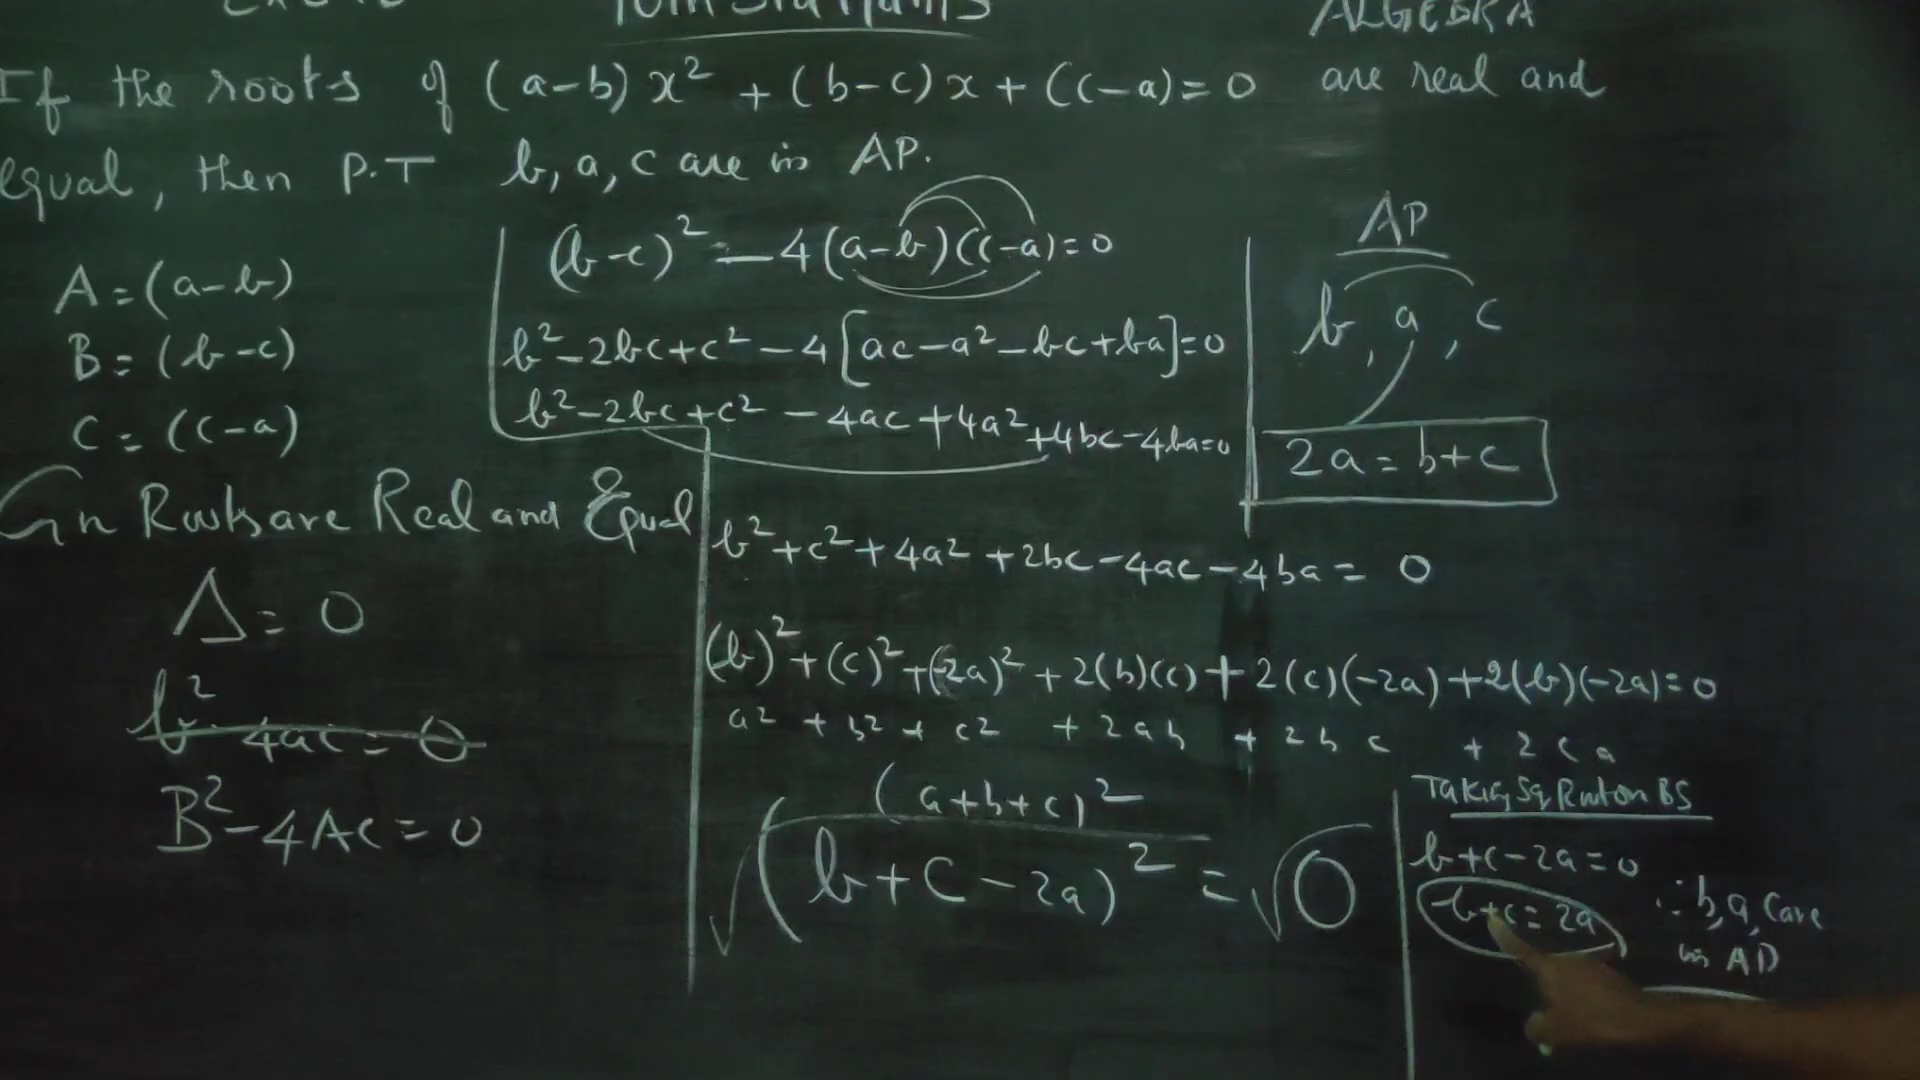 10th Std Maths
ALGEBRA
If the roots of (a-b)x² + (b-c)x + (c-a) = 0 are real and
equal, then P.T b, a, c are in AP.
A = (a-b)
B = (b-c)
C = (c-a)
Gn Roots are Real and Equal
Δ = 0
b² - 4ac = 0
B² - 4AC = 0
(b-c)² - 4(a-b)(c-a) = 0
b² - 2bc + c² - 4[ac - a² - bc + ba] = 0
b² - 2bc + c² - 4ac + 4a² + 4bc - 4ba = 0
AP
b, a, c
2a = b+c
b² + c² + 4a² + 2bc - 4ac - 4ba = 0
(b)² + (c)² + (-2a)² + 2(b)(c) + 2(c)(-2a) + 2(b)(-2a) = 0
a² + b² + c² + 2ab + 2bc + 2ca
(a+b+c)²
√(b+c-2a)² = √0
Taking Sq Root on BS
b+c-2a = 0
b+c = 2a
∴ b, a, c are
in AP